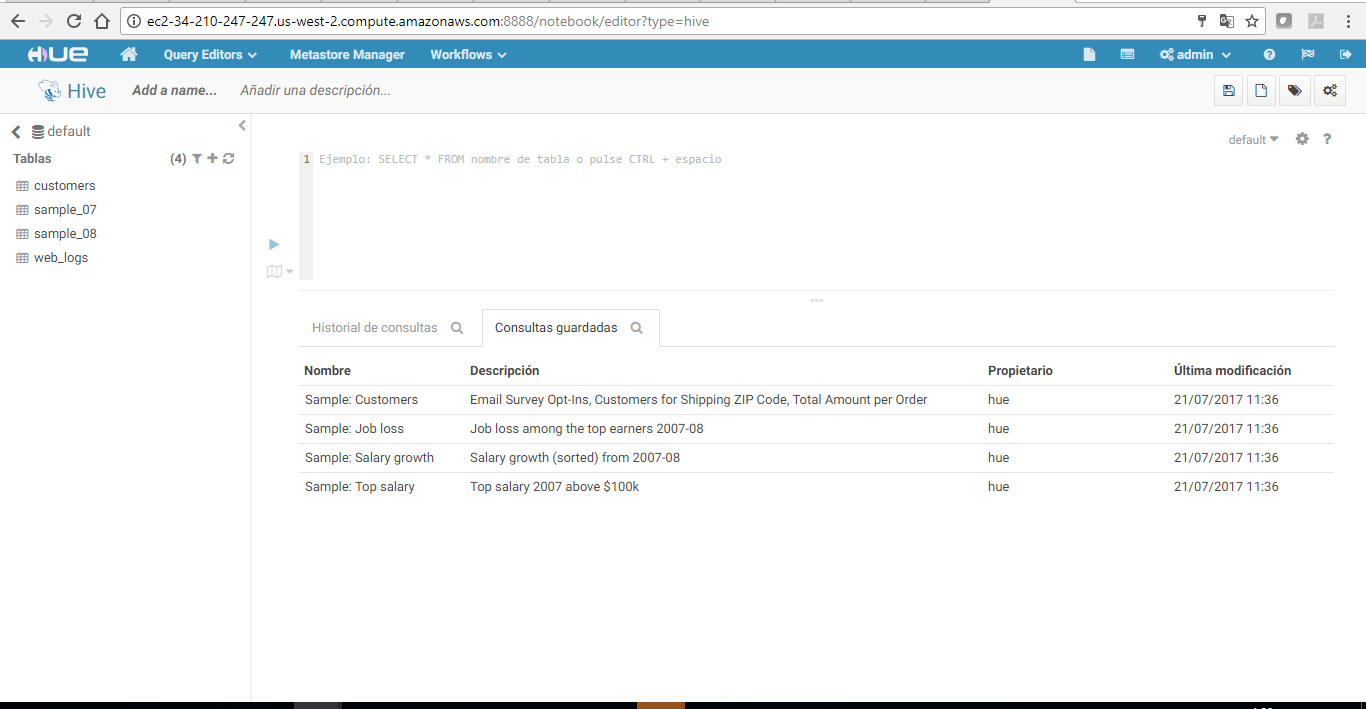 ec2-34-210-247-247.us-west-2.compute.amazonaws.com:8888/notebook/editor?type=hive
HUE Query Editors Metastore Manager Workflows admin
Hive Add a name... Añadir una descripción...
default
default
Tablas (4)
1 Ejemplo: SELECT * FROM nombre de tabla o pulse CTRL + espacio
customers
sample_07
sample_08
web_logs
Historial de consultas Consultas guardadas
Nombre Descripción Propietario Última modificación
Sample: Customers Email Survey Opt-Ins, Customers for Shipping ZIP Code, Total Amount per Order hue 21/07/2017 11:36
Sample: Job loss Job loss among the top earners 2007-08 hue 21/07/2017 11:36
Sample: Salary growth Salary growth (sorted) from 2007-08 hue 21/07/2017 11:36
Sample: Top salary Top salary 2007 above $100k hue 21/07/2017 11:36